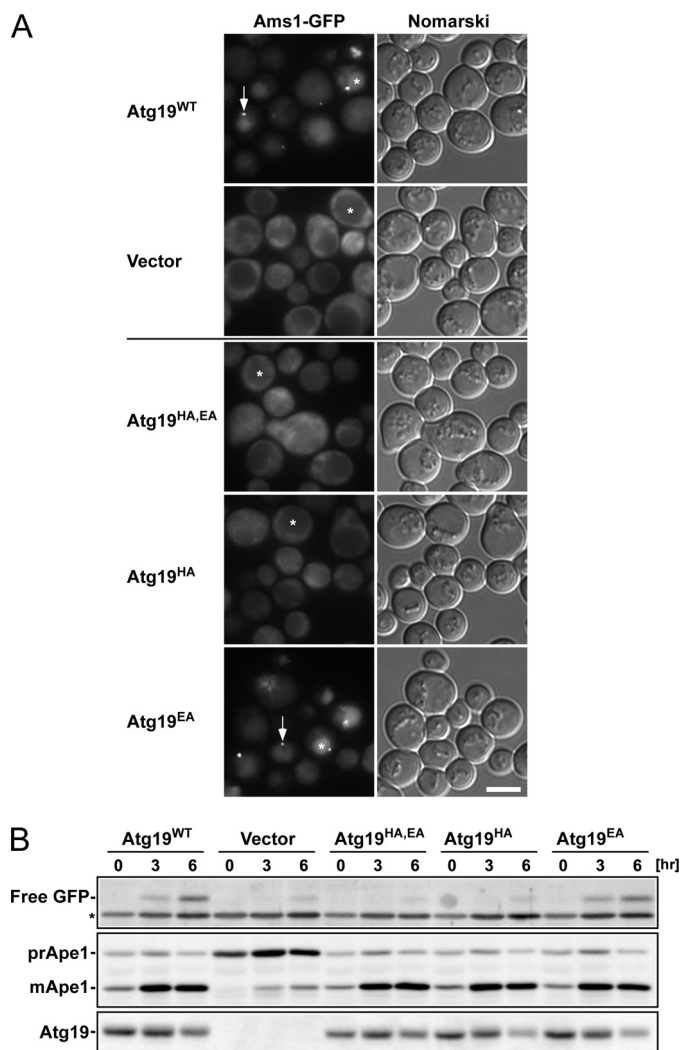 A
Ams1-GFP Nomarski
Atg19WT
*
Vector
*
Atg19HA,EA
*
Atg19HA
*
Atg19EA
*
B
Atg19WT Vector Atg19HA,EA Atg19HA Atg19EA
0 3 6 0 3 6 0 3 6 0 3 6 0 3 6 [hr]
Free GFP-
*
prApe1-
mApe1-
Atg19-